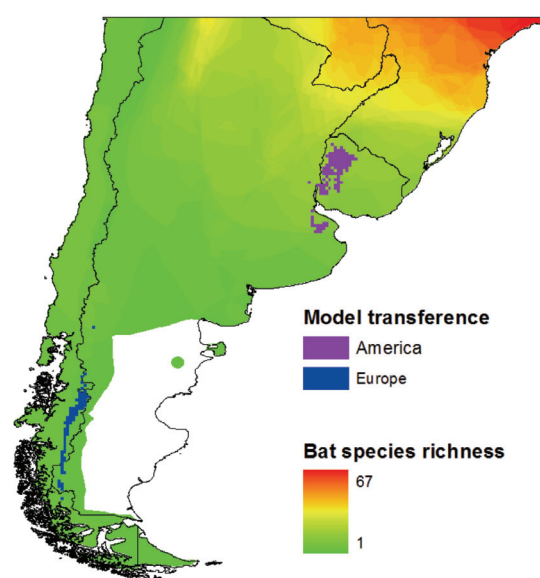 Model transference
America
Europe
Bat species richness
67
1